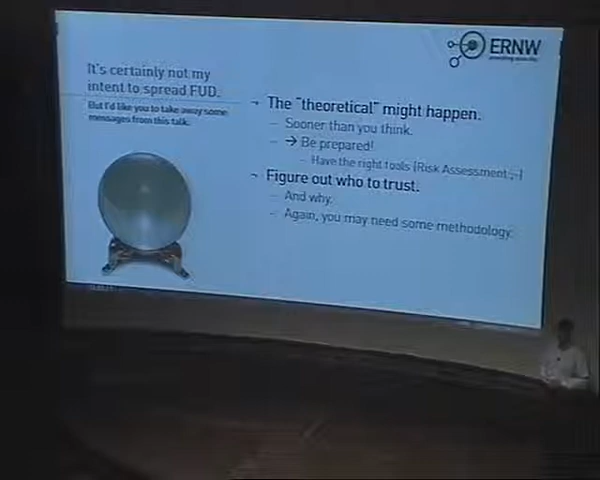 ERNW
providing security.
It's certainly not my
intent to spread FUD.
But I'd like you to take away some
messages from this talk.
The "theoretical" might happen.
– Sooner than you think.
– → Be prepared!
– Have the right tools [Risk Assessment ;-)
Figure out who to trust.
– And why.
– Again, you may need some methodology.